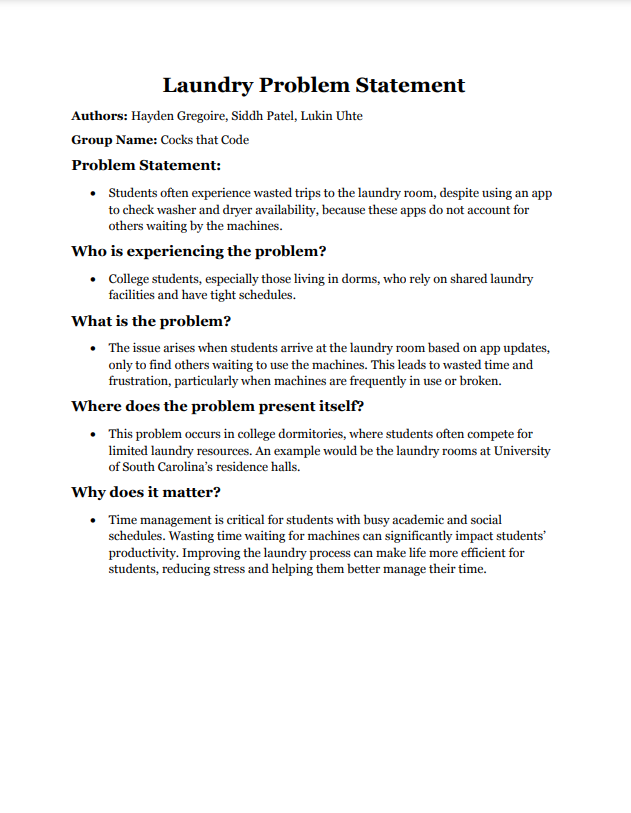 Laundry Problem Statement
Authors: Hayden Gregoire, Siddh Patel, Lukin Uhte
Group Name: Cocks that Code
Problem Statement:
• Students often experience wasted trips to the laundry room, despite using an app
to check washer and dryer availability, because these apps do not account for
others waiting by the machines.
Who is experiencing the problem?
• College students, especially those living in dorms, who rely on shared laundry
facilities and have tight schedules.
What is the problem?
• The issue arises when students arrive at the laundry room based on app updates,
only to find others waiting to use the machines. This leads to wasted time and
frustration, particularly when machines are frequently in use or broken.
Where does the problem present itself?
• This problem occurs in college dormitories, where students often compete for
limited laundry resources. An example would be the laundry rooms at University
of South Carolina’s residence halls.
Why does it matter?
• Time management is critical for students with busy academic and social
schedules. Wasting time waiting for machines can significantly impact students’
productivity. Improving the laundry process can make life more efficient for
students, reducing stress and helping them better manage their time.